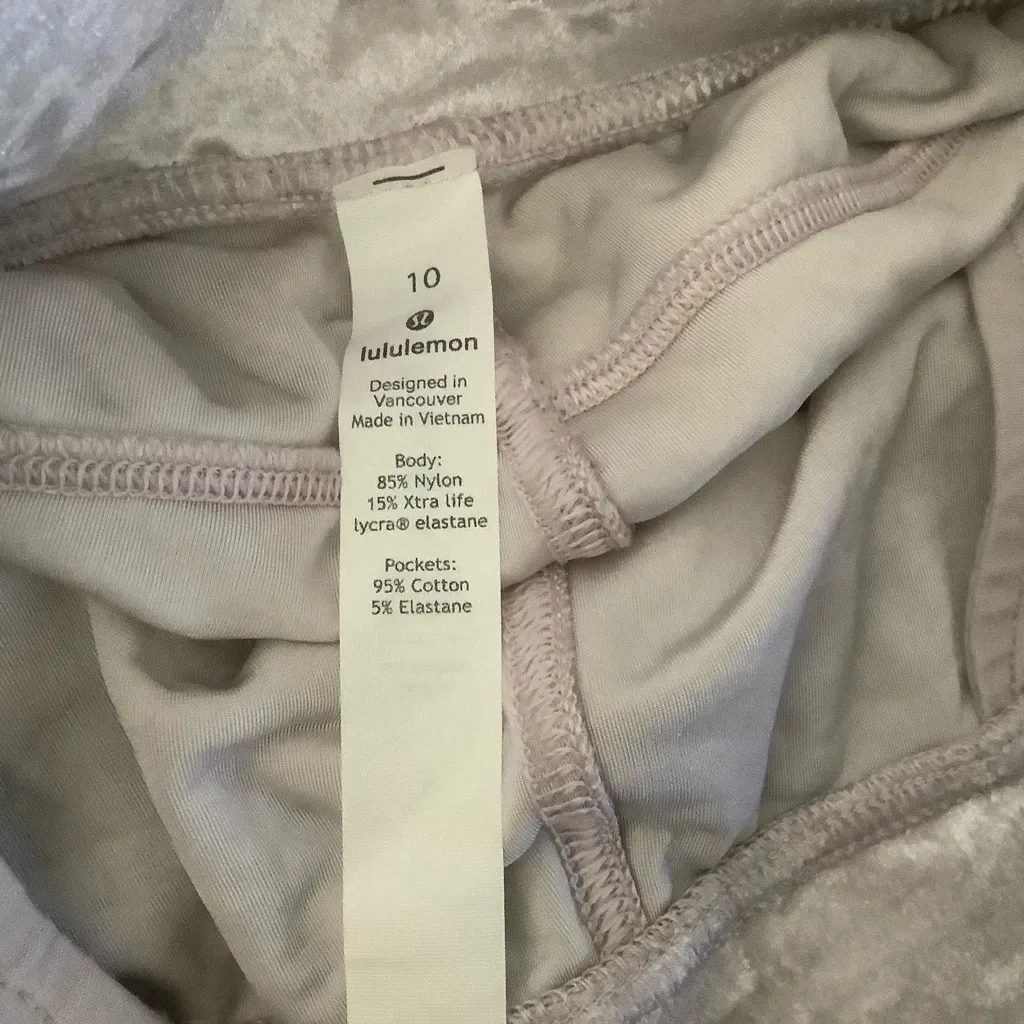 10
lululemon
Designed in
Vancouver
Made in Vietnam
Body:
85% Nylon
15% Xtra life
lycra® elastane
Pockets:
95% Cotton
5% Elastane